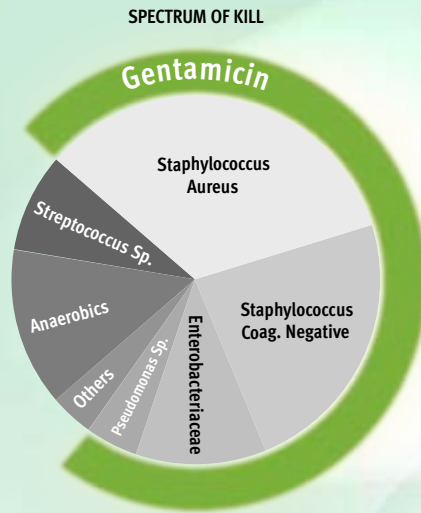 SPECTRUM OF KILL
Gentamicin
Staphylococcus
Aureus
Streptococcus Sp.
Staphylococcus
Coag. Negative
Anaerobics
Enterobacteriaceae
Pseudomonas Sp.
Others